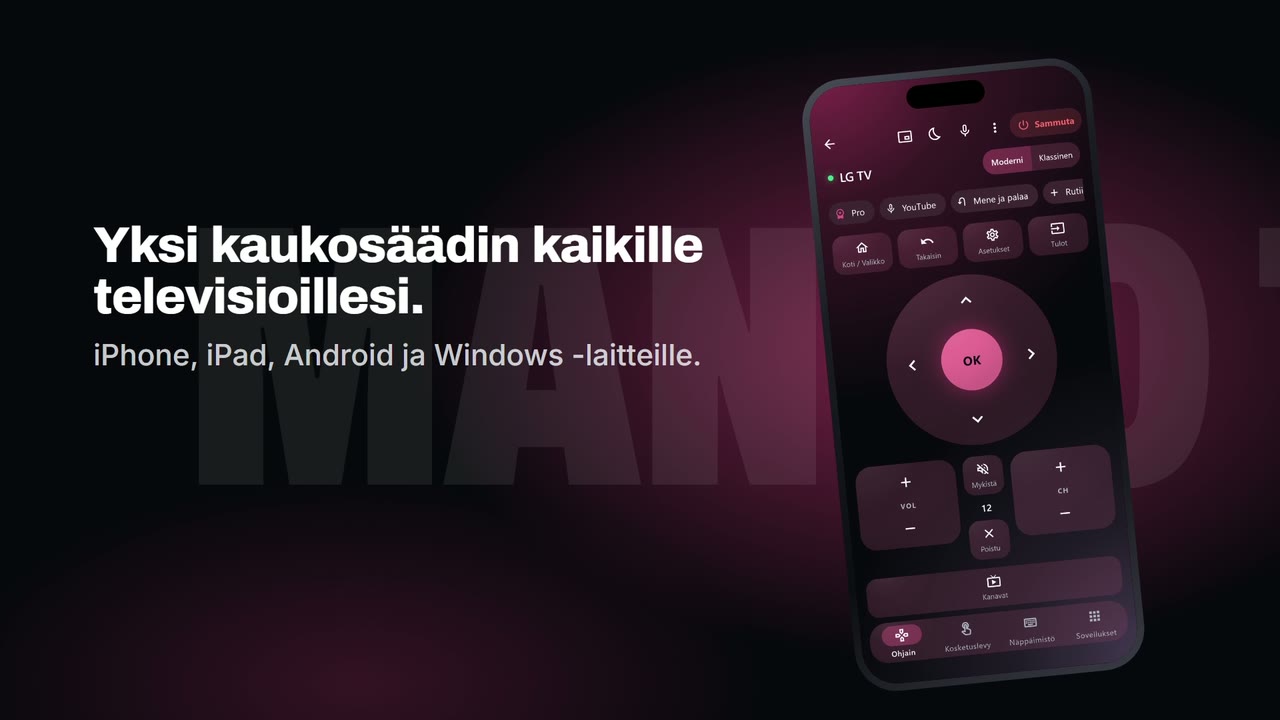 Yksi kaukosäädin kaikille
televisioillesi.
iPhone, iPad, Android ja Windows -laitteille.
Sammuta
LG TV
Moderni
Klassinen
Pro
YouTube
Mene ja palaa
Koti / Valikko
Takaisin
Asetukset
Tulot
OK
VOL
Mykistä
12
Poistu
CH
Kanavat
Ohjain
Kosketuslevy
Näppäimistö
Sovellukset